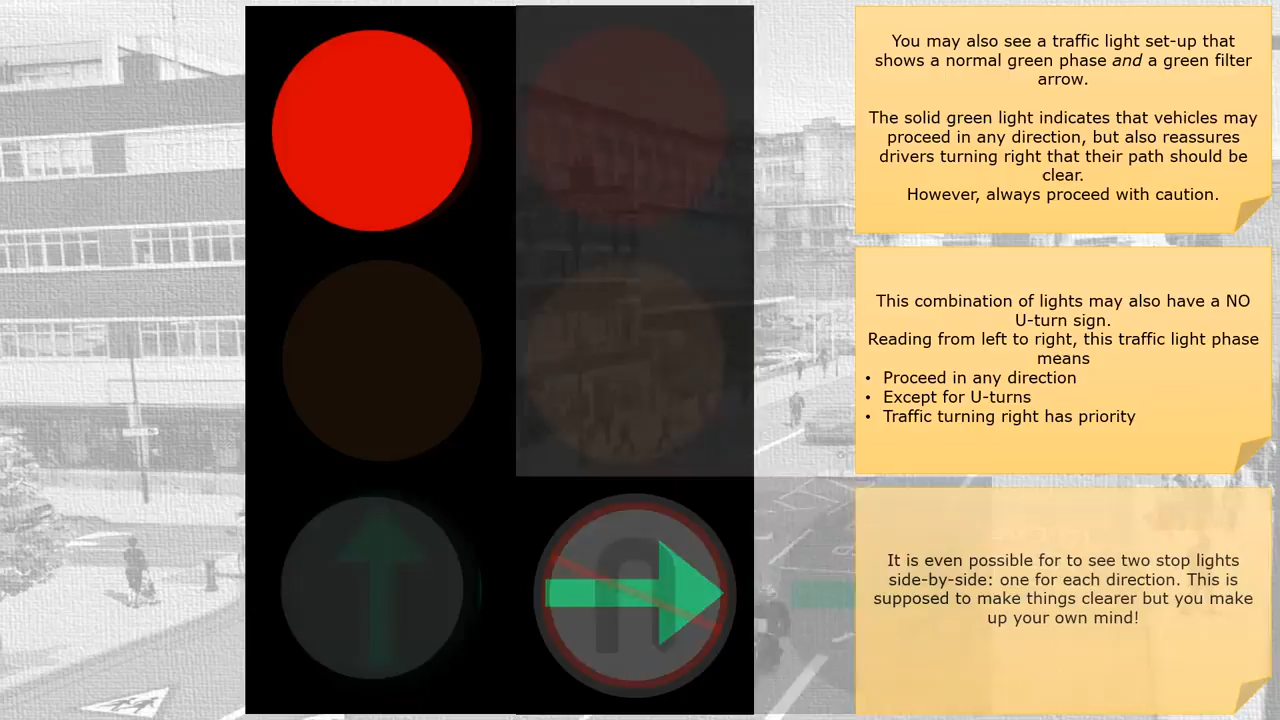 You may also see a traffic light set-up that
shows a normal green phase and a green filter
arrow.
The solid green light indicates that vehicles may
proceed in any direction, but also reassures
drivers turning right that their path should be
clear.
However, always proceed with caution.
This combination of lights may also have a NO
U-turn sign.
Reading from left to right, this traffic light phase
means
• Proceed in any direction
• Except for U-turns
• Traffic turning right has priority
It is even possible for to see two stop lights
side-by-side: one for each direction. This is
supposed to make things clearer but you make
up your own mind!